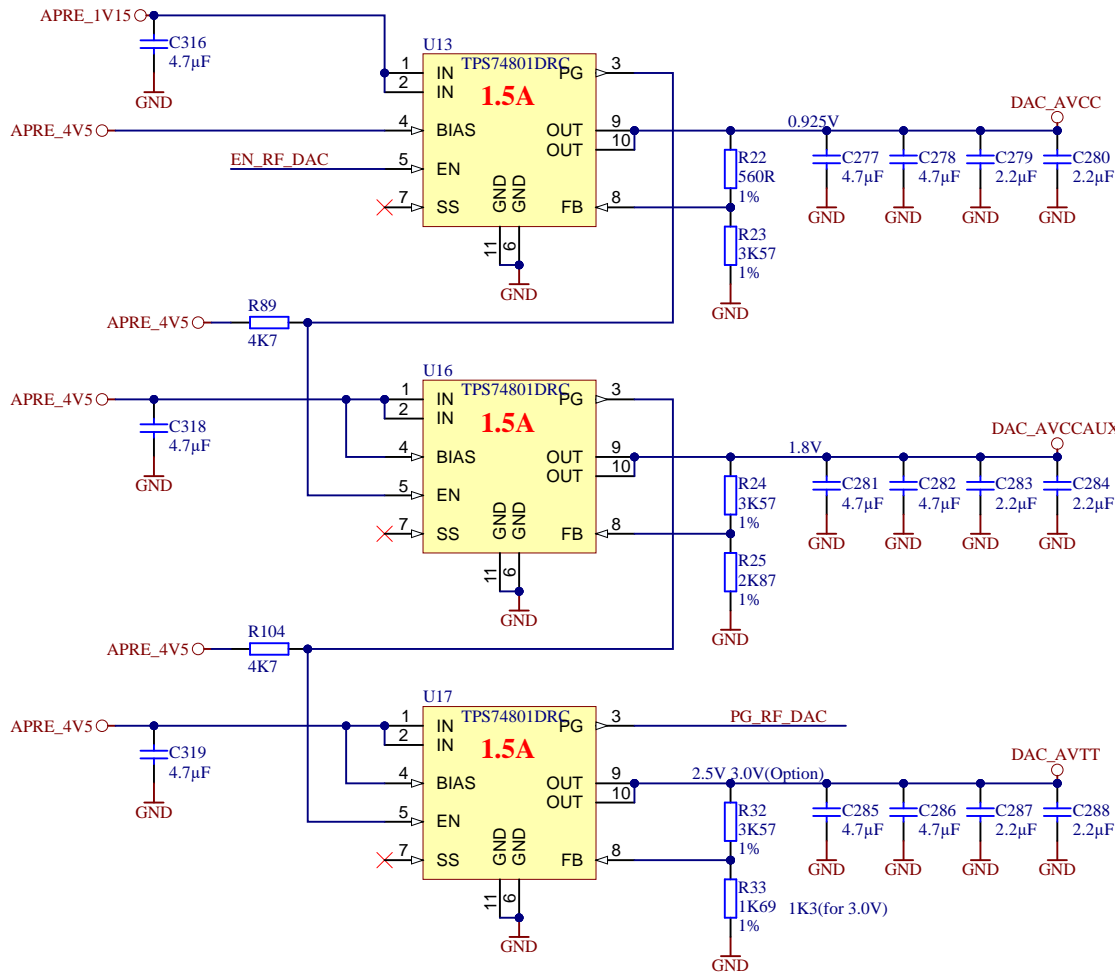 APRE_1V15
C316
4.7µF
GND
U13
TPS74801DRC
1.5A
1 IN
2 IN
APRE_4V5
4 BIAS
EN_RF_DAC
5 EN
7 SS
GND
GND
11
6
GND
PG 3
OUT 9
OUT 10
FB 8
0.925V
DAC_AVCC
R22
560R
1%
R23
3K57
1%
GND
C277
4.7µF
GND
C278
4.7µF
GND
C279
2.2µF
GND
C280
2.2µF
GND
APRE_4V5
R89
4K7
APRE_4V5
C318
4.7µF
GND
U16
TPS74801DRC
1.5A
1 IN
2 IN
4 BIAS
5 EN
7 SS
GND
GND
11
6
GND
PG 3
OUT 9
OUT 10
FB 8
1.8V
DAC_AVCCAUX
R24
3K57
1%
R25
2K87
1%
GND
C281
4.7µF
GND
C282
4.7µF
GND
C283
2.2µF
GND
C284
2.2µF
GND
APRE_4V5
R104
4K7
APRE_4V5
C319
4.7µF
GND
U17
TPS74801DRC
1.5A
1 IN
2 IN
4 BIAS
5 EN
7 SS
GND
GND
11
6
GND
PG 3
PG_RF_DAC
OUT 9
OUT 10
FB 8
2.5V 3.0V(Option)
DAC_AVTT
R32
3K57
1%
R33
1K69
1%
1K3(for 3.0V)
GND
C285
4.7µF
GND
C286
4.7µF
GND
C287
2.2µF
GND
C288
2.2µF
GND